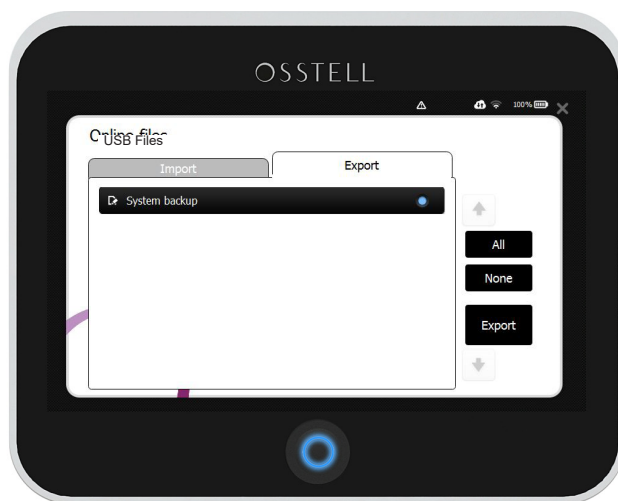 OSSTELL
100%
Online files
USB Files
Import
Export
System backup
All
None
Export